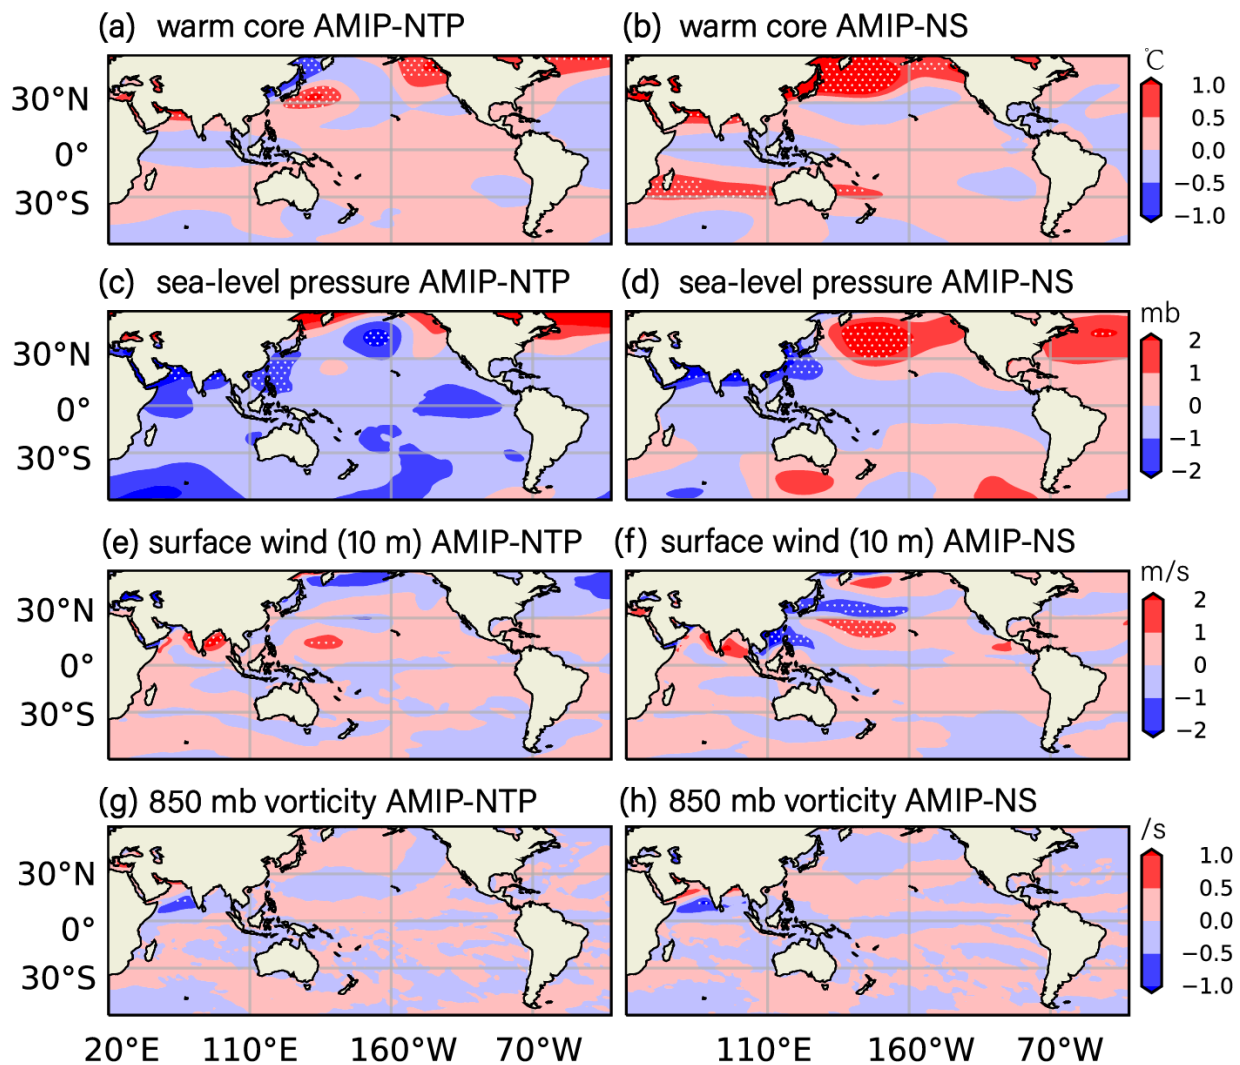 (a) warm core AMIP-NTP
(b) warm core AMIP-NS
℃
30°N
0°
30°S
1.0
0.5
0.0
−0.5
−1.0
(c) sea-level pressure AMIP-NTP
(d) sea-level pressure AMIP-NS
mb
30°N
0°
30°S
2
1
0
−1
−2
(e) surface wind (10 m) AMIP-NTP
(f) surface wind (10 m) AMIP-NS
m/s
30°N
0°
30°S
2
1
0
−1
−2
(g) 850 mb vorticity AMIP-NTP
(h) 850 mb vorticity AMIP-NS
/s
30°N
0°
30°S
1.0
0.5
0.0
−0.5
−1.0
20°E 110°E 160°W 70°W
110°E 160°W 70°W